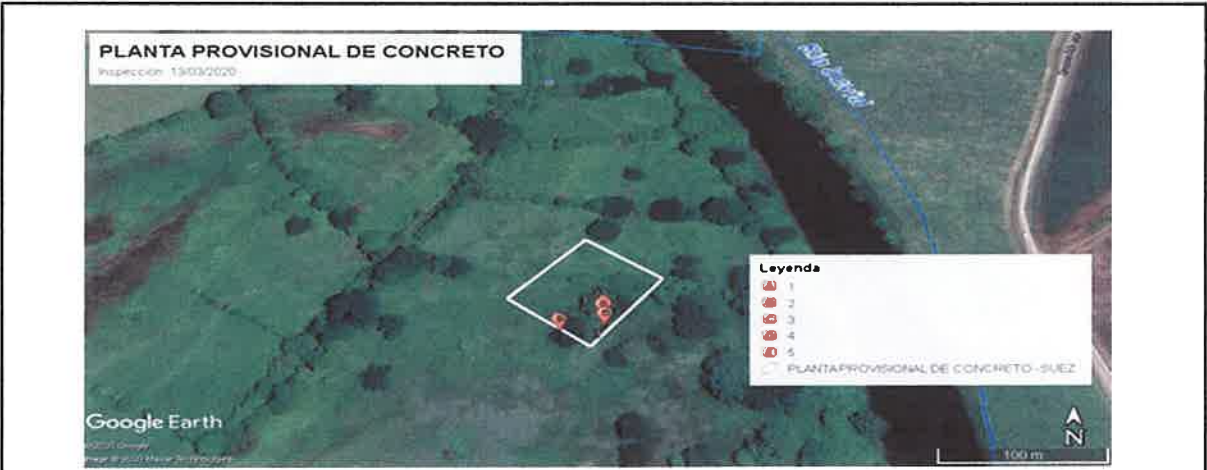 PLANTA PROVISIONAL DE CONCRETO
Inspección: 13/03/2020
Leyenda
1
2
3
4
5
PLANTA PROVISIONAL DE CONCRETO - SUEZ
Google Earth
N
100 m